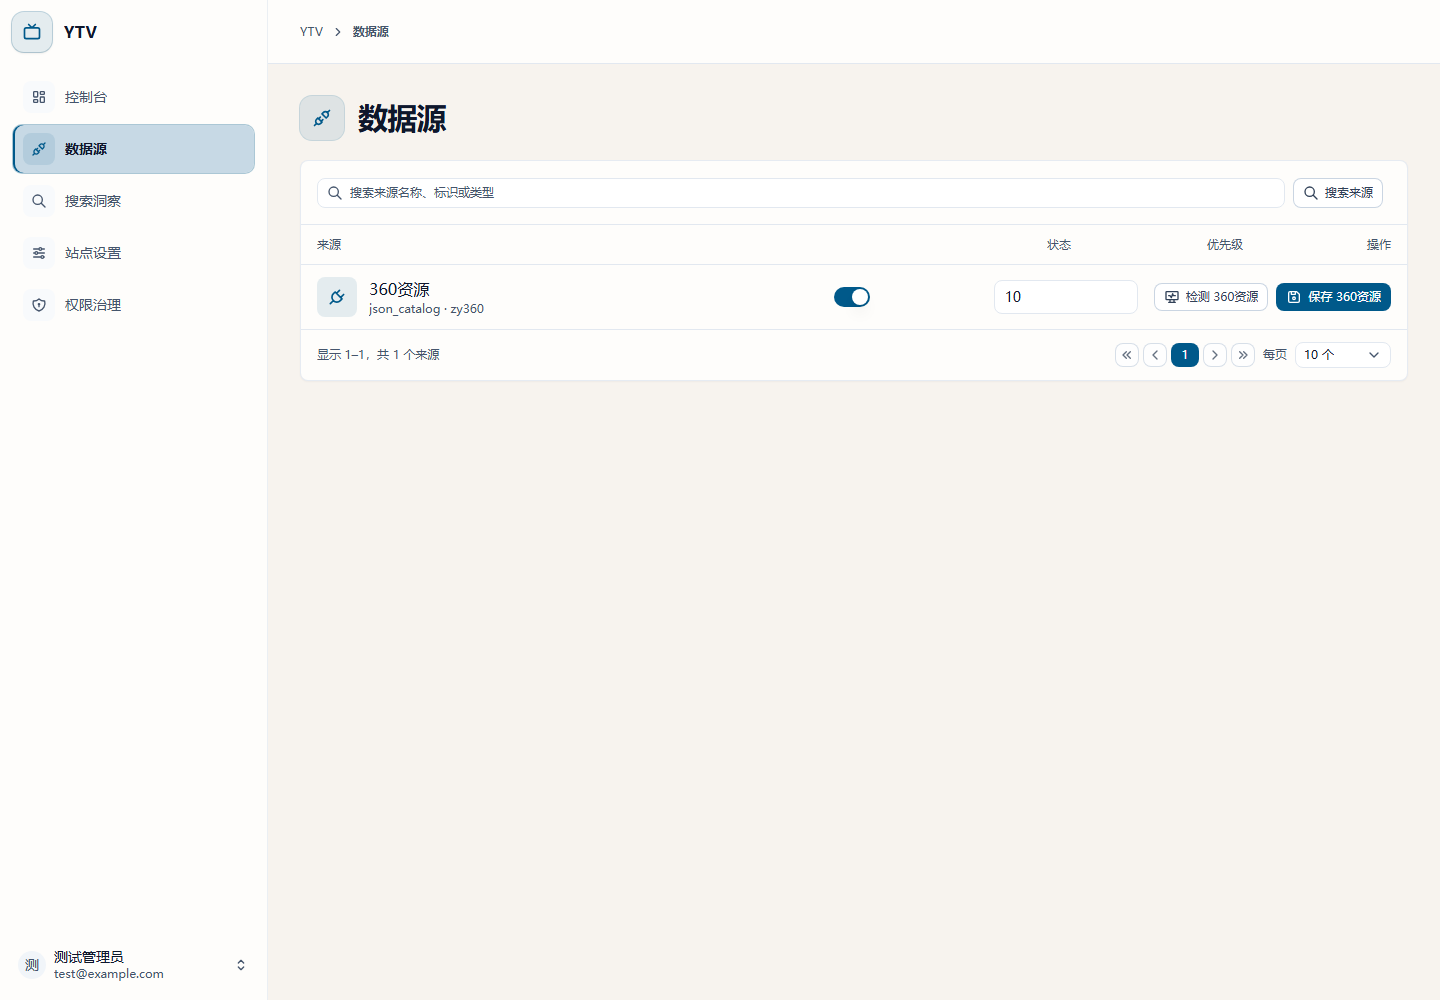 YTV
控制台
数据源
搜索洞察
站点设置
权限治理
测
测试管理员
test@example.com
YTV
数据源
数据源
搜索来源名称、标识或类型
搜索来源
来源
状态
优先级
操作
360资源
json_catalog · zy360
10
检测 360资源
保存 360资源
显示 1–1，共 1 个来源
1
每页
10 个